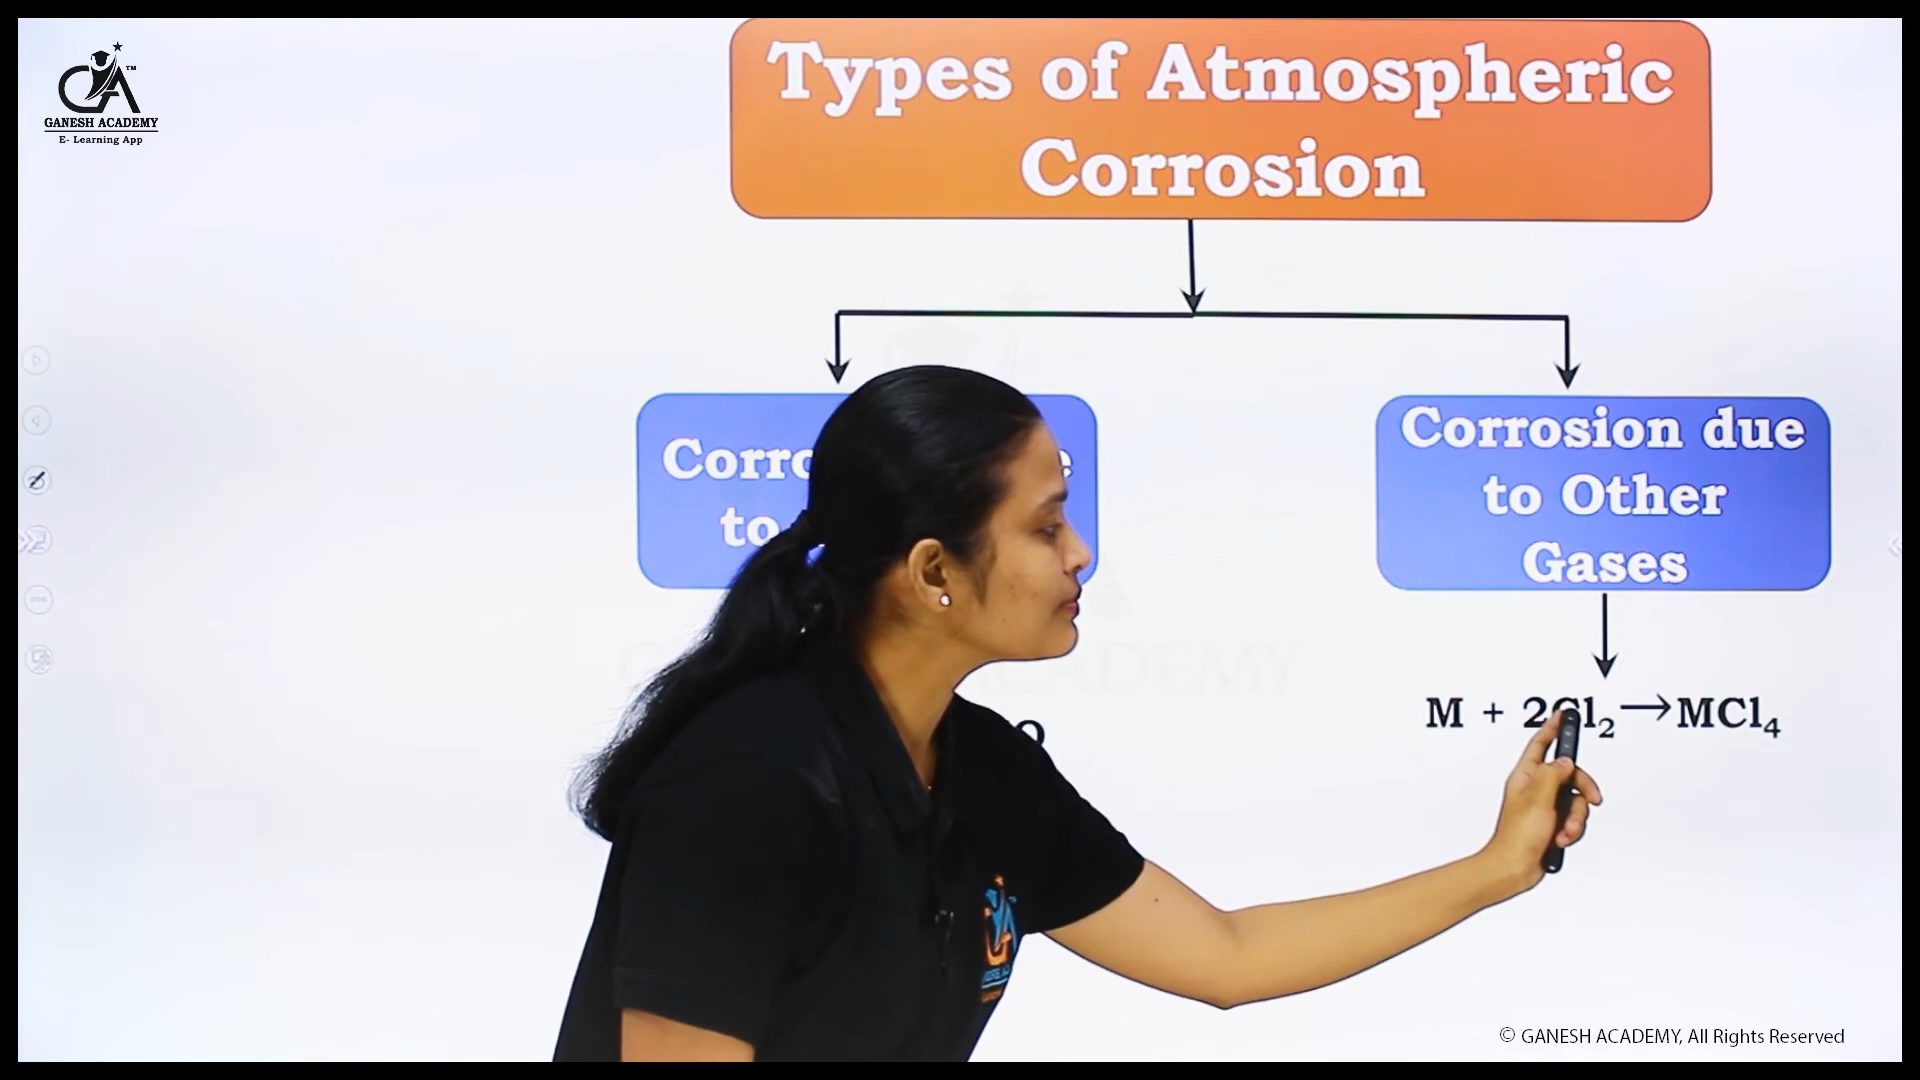 GANESH ACADEMY
E- Learning App
Types of Atmospheric
Corrosion
to
Corrosion due
to Other
Gases
M + 2Cl₂→MCl₄
© GANESH ACADEMY, All Rights Reserved